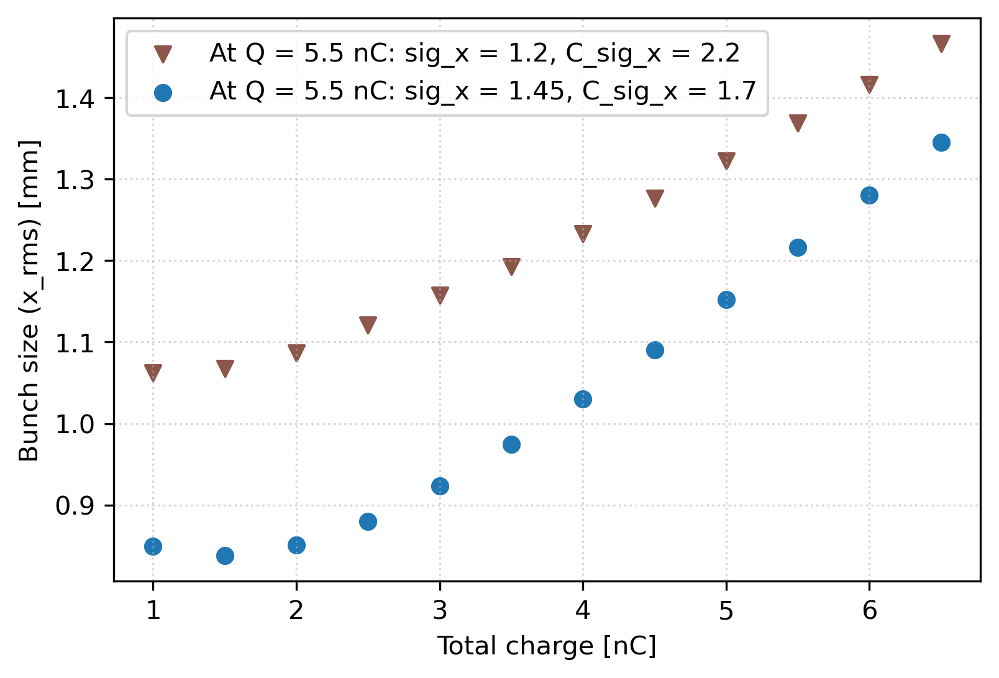 At Q = 5.5 nC: sig_x = 1.2, C_sig_x = 2.2
At Q = 5.5 nC: sig_x = 1.45, C_sig_x = 1.7
Bunch size (x_rms) [mm]
1.4
1.3
1.2
1.1
1.0
0.9
1 2 3 4 5 6
Total charge [nC]